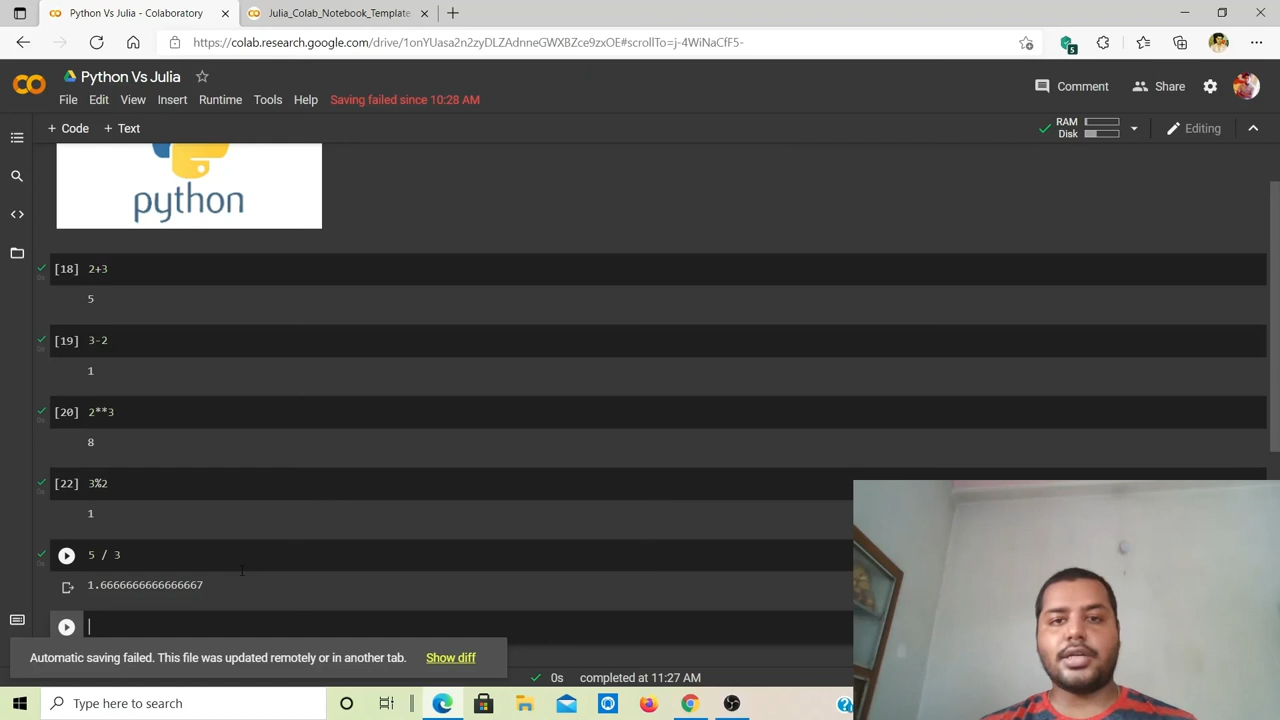 Python Vs Julia - Colaboratory
Julia_Colab_Notebook_Template
https://colab.research.google.com/drive/1onYUasa2n2zyDLZAdnneGWXBZce9zxOE#scrollTo=j-4WiNaCfF5-
5
CO
Python Vs Julia
Comment
Share
File Edit View Insert Runtime Tools Help Saving failed since 10:28 AM
+ Code + Text
RAM
Disk
Editing
python
[18] 2+3
5
[19] 3-2
1
[20] 2**3
8
[22] 3%2
1
5 / 3
1.6666666666666667
Automatic saving failed. This file was updated remotely or in another tab. Show diff
0s completed at 11:27 AM
Type here to search